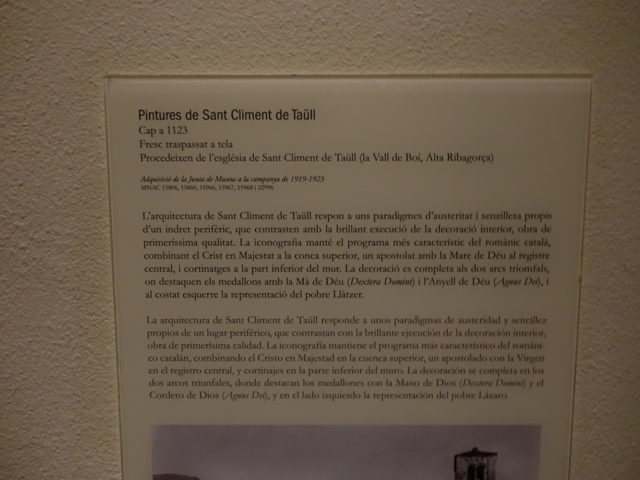 Pintures de Sant Climent de Taüll
Cap a 1123
Fresc traspassat a tela
Procedeixen de l'església de Sant Climent de Taüll (la Vall de Boí, Alta Ribagorça)
Adquisició de la Junta de Museus a la campanya de 1919-1923
MNAC 15806, 15860, 15966, 15967, 15968 i 22996
L'arquitectura de Sant Climent de Taüll respon a uns paradigmes d'austeritat i senzillesa propis
d'un indret perifèric, que contrasten amb la brillant execució de la decoració interior, obra de
primeríssima qualitat. La iconografia manté el programa més característic del romànic català,
combinant el Crist en Majestat a la conca superior, un apostolat amb la Mare de Déu al registre
central, i cortinatges a la part inferior del mur. La decoració es completa als dos arcs triomfals,
on destaquen els medallons amb la Mà de Déu (Dextera Domini) i l'Anyell de Déu (Agnus Dei), i
al costat esquerre la representació del pobre Llàtzer.
La arquitectura de Sant Climent de Taüll responde a unos paradigmas de austeridad y sencillez
propios de un lugar periférico, que contrastan con la brillante ejecución de la decoración interior,
obra de primerísima calidad. La iconografía mantiene el programa más característico del románi-
co catalán, combinando el Cristo en Majestad en la cuenca superior, un apostolado con la Virgen
en el registro central, y cortinajes en la parte inferior del muro. La decoración se completa en los
dos arcos triunfales, donde destacan los medallones con la Mano de Dios (Dextera Domini) y el
Cordero de Dios (Agnus Dei), y en el lado izquierdo la representación del pobre Lázaro.